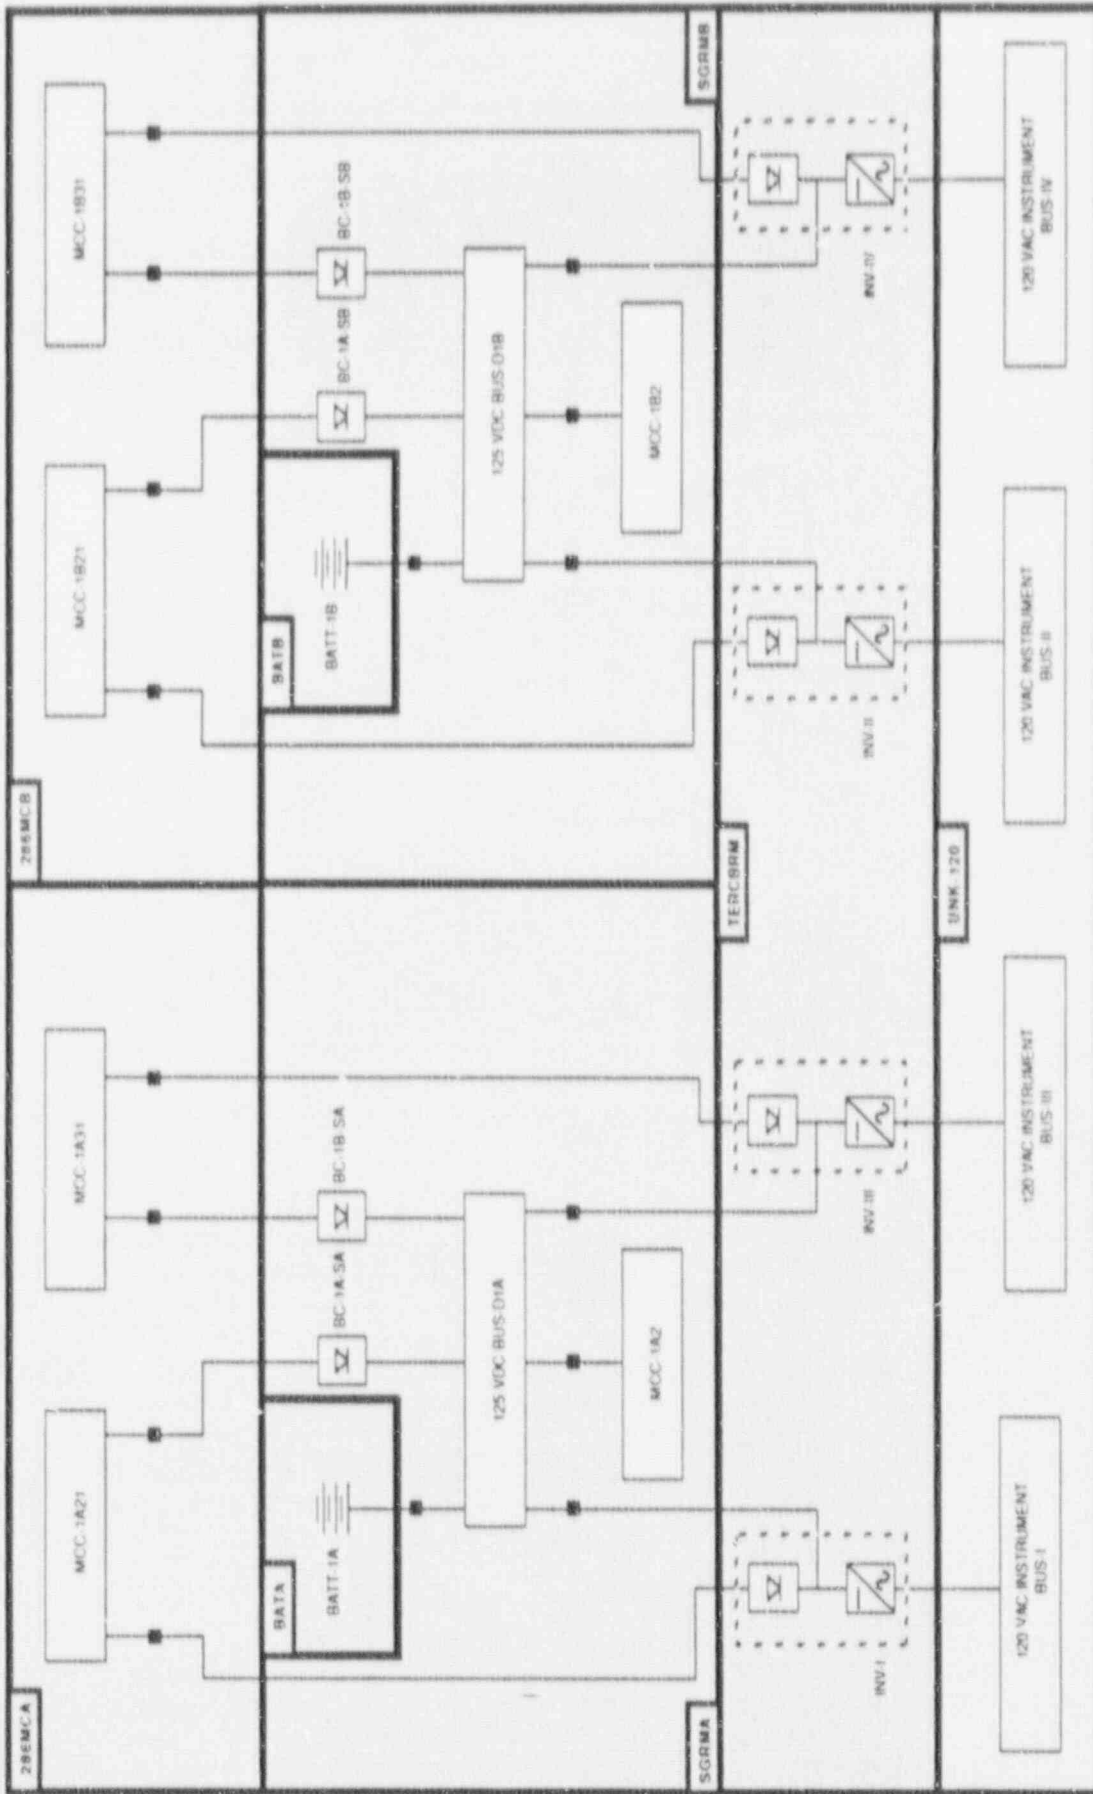 286MCA
MCC-1A21
MCC-1A31
286MCB
MCC-1B21
MCC-1B31
BATA
BATT-1A
BC-1A-SA
BC-1B-SA
BATB
BATT-1B
BC-1A-SB
BC-1B-SB
125 VDC BUS-D1A
125 VDC BUS-D1B
MCC-1A2
MCC-1B2
SGRMA
SGRMB
TERCBRM
INV-I
INV-III
INV-II
INV-IV
UNK-120
120 VAC INSTRUMENT
BUS-I
120 VAC INSTRUMENT
BUS-III
120 VAC INSTRUMENT
BUS-II
120 VAC INSTRUMENT
BUS-IV